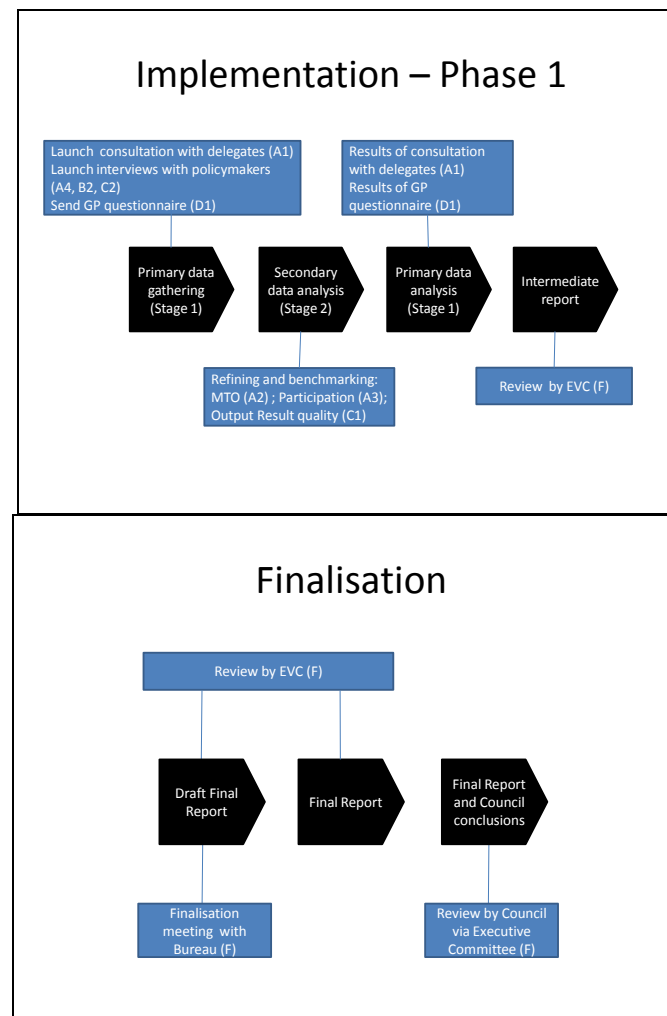 Implementation – Phase 1
Launch consultation with delegates (A1)
Launch interviews with policymakers
(A4, B2, C2)
Send GP questionnaire (D1)
Results of consultation
with delegates (A1)
Results of GP
questionnaire (D1)
Primary data
gathering
(Stage 1)
Secondary
data analysis
(Stage 2)
Primary data
analysis
(Stage 1)
Intermediate
report
Refining and benchmarking:
MTO (A2) ; Participation (A3);
Output Result quality (C1)
Review by EVC (F)
Finalisation
Review by EVC (F)
Draft Final
Report
Final Report
Final Report
and Council
conclusions
Finalisation
meeting with
Bureau (F)
Review by Council
via Executive
Committee (F)